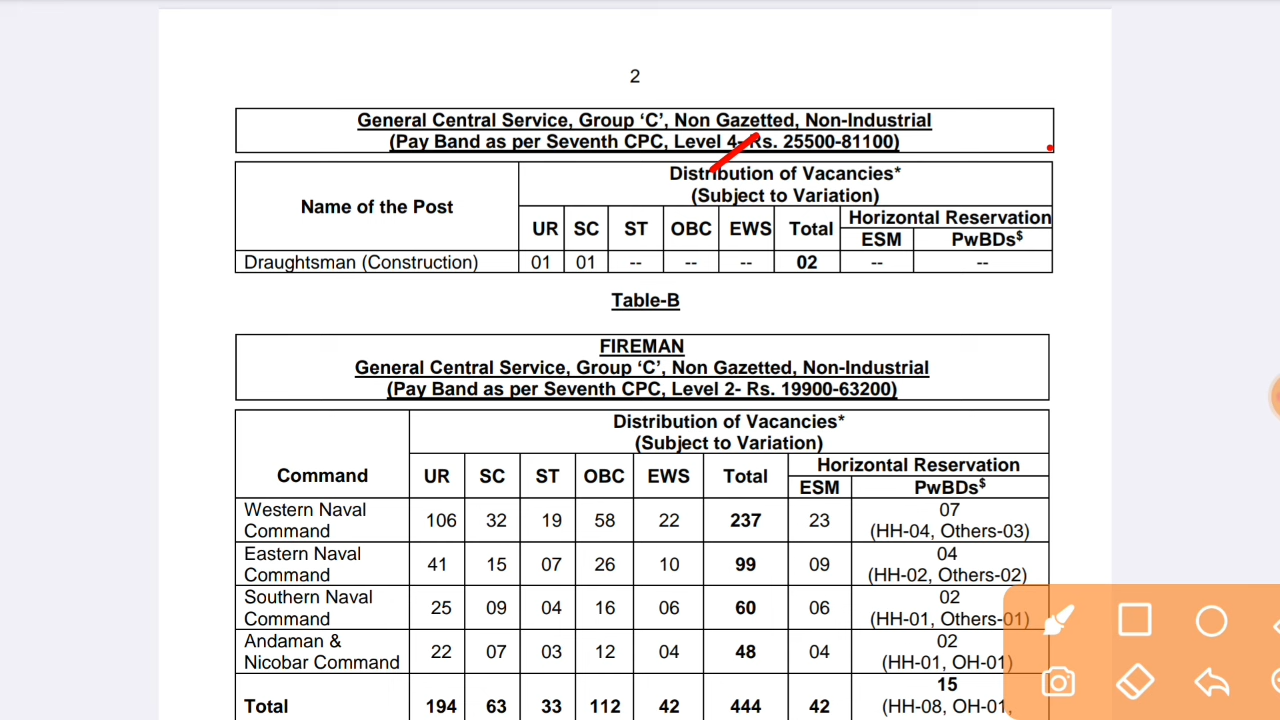 2
General Central Service, Group ‘C’, Non Gazetted, Non-Industrial
(Pay Band as per Seventh CPC, Level 4- Rs. 25500-81100)
Name of the Post
Distribution of Vacancies*
(Subject to Variation)
UR SC ST OBC EWS Total Horizontal Reservation
ESM PwBDs$
Draughtsman (Construction) 01 01 -- -- -- 02 -- --
Table-B
FIREMAN
General Central Service, Group ‘C’, Non Gazetted, Non-Industrial
(Pay Band as per Seventh CPC, Level 2- Rs. 19900-63200)
Command
Distribution of Vacancies*
(Subject to Variation)
UR SC ST OBC EWS Total Horizontal Reservation
ESM PwBDs$
Western Naval
Command 106 32 19 58 22 237 23 07
(HH-04, Others-03)
Eastern Naval
Command 41 15 07 26 10 99 09 04
(HH-02, Others-02)
Southern Naval
Command 25 09 04 16 06 60 06 02
(HH-01, Others-01)
Andaman &
Nicobar Command 22 07 03 12 04 48 04 02
(HH-01, OH-01)
Total 194 63 33 112 42 444 42 15
(HH-08, OH-01,